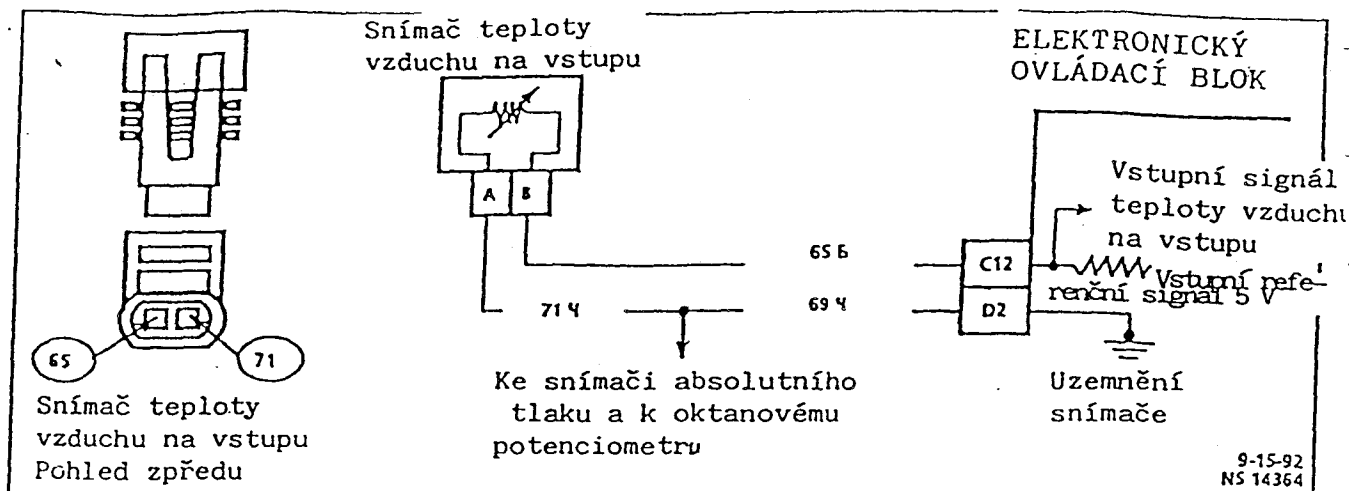 Snímač teploty
vzduchu na vstupu
ELEKTRONICKÝ
OVLÁDACÍ BLOK
A B
Vstupní signál
teploty vzduchu
na vstupu
65 Б
C12
Vstupní refe-
renční signál 5 V
71 Ч
69 Ч
D2
65
71
Ke snímači absolutního
tlaku a k oktanovému
potenciometru
Uzemnění
snímače
Snímač teploty
vzduchu na vstupu
Pohled zpředu
9-15-92
NS 14364